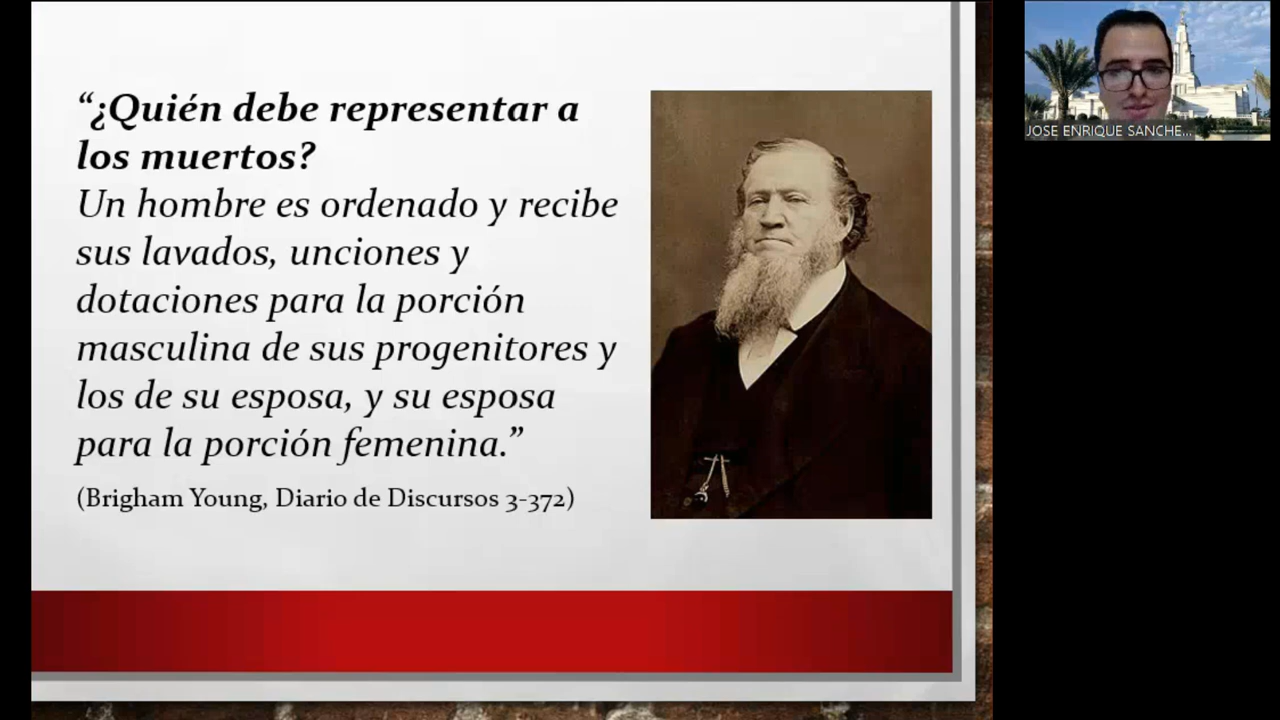 “¿Quién debe representar a
los muertos?
Un hombre es ordenado y recibe
sus lavados, unciones y
dotaciones para la porción
masculina de sus progenitores y
los de su esposa, y su esposa
para la porción femenina.”
(Brigham Young, Diario de Discursos 3-372)
JOSE ENRIQUE SANCHE...